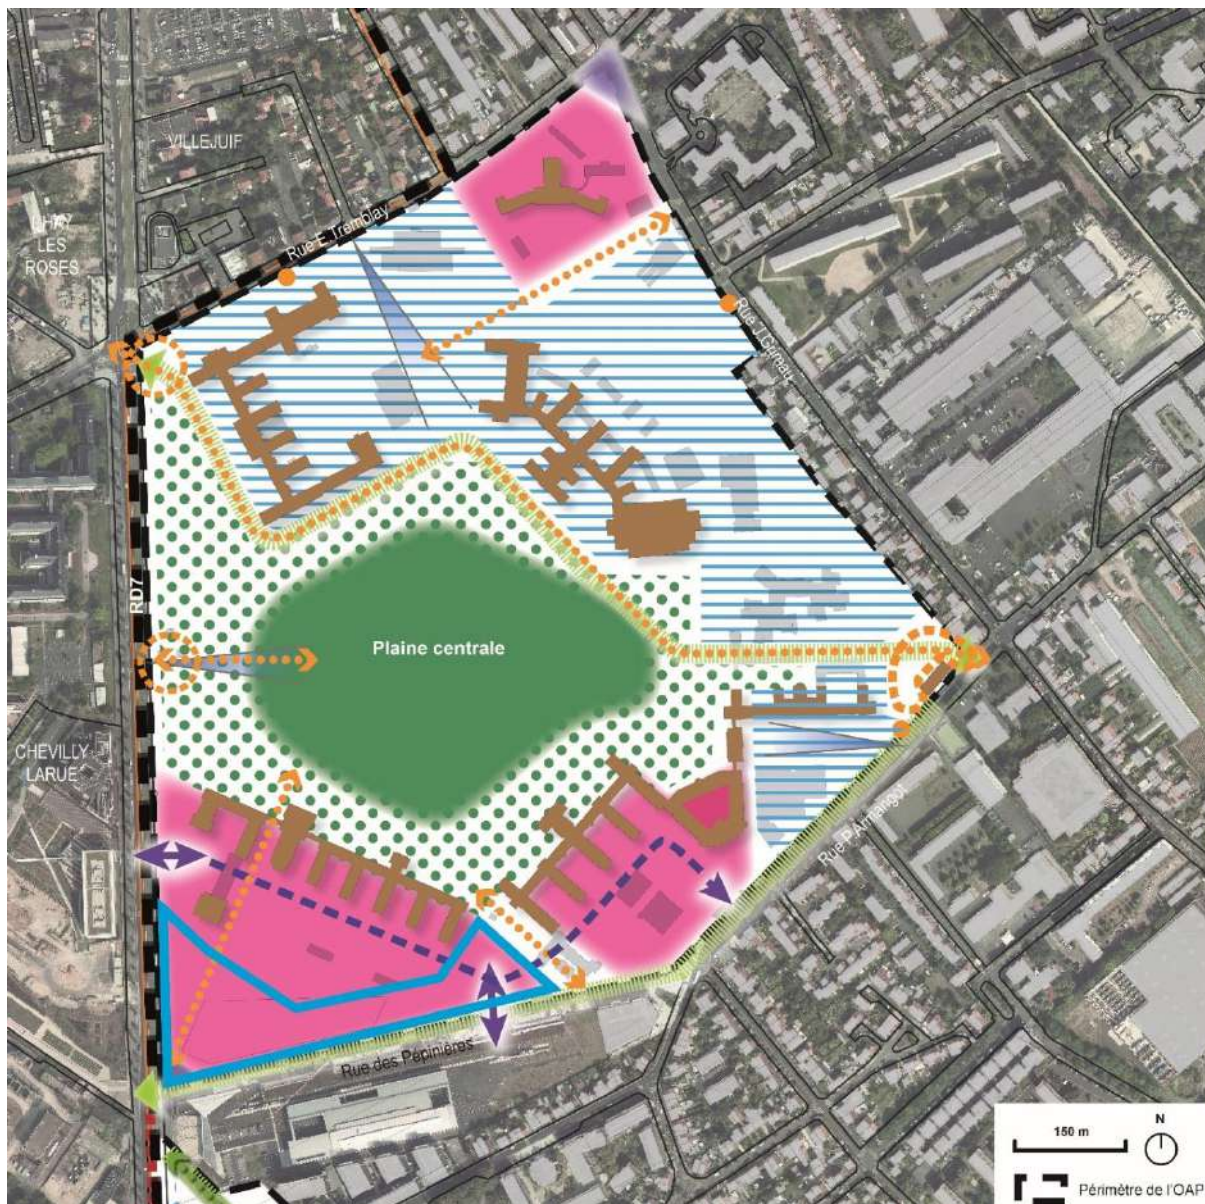 VILLEJUIF
L'HAY
LES
ROSES
Rue E.Tremblay
Rue J.Grimau
RD7
Plaine centrale
CHEVILLY
LARUE
Rue P.Armangot
Rue des Pépinières
150 m
N
Périmètre de l'OAP